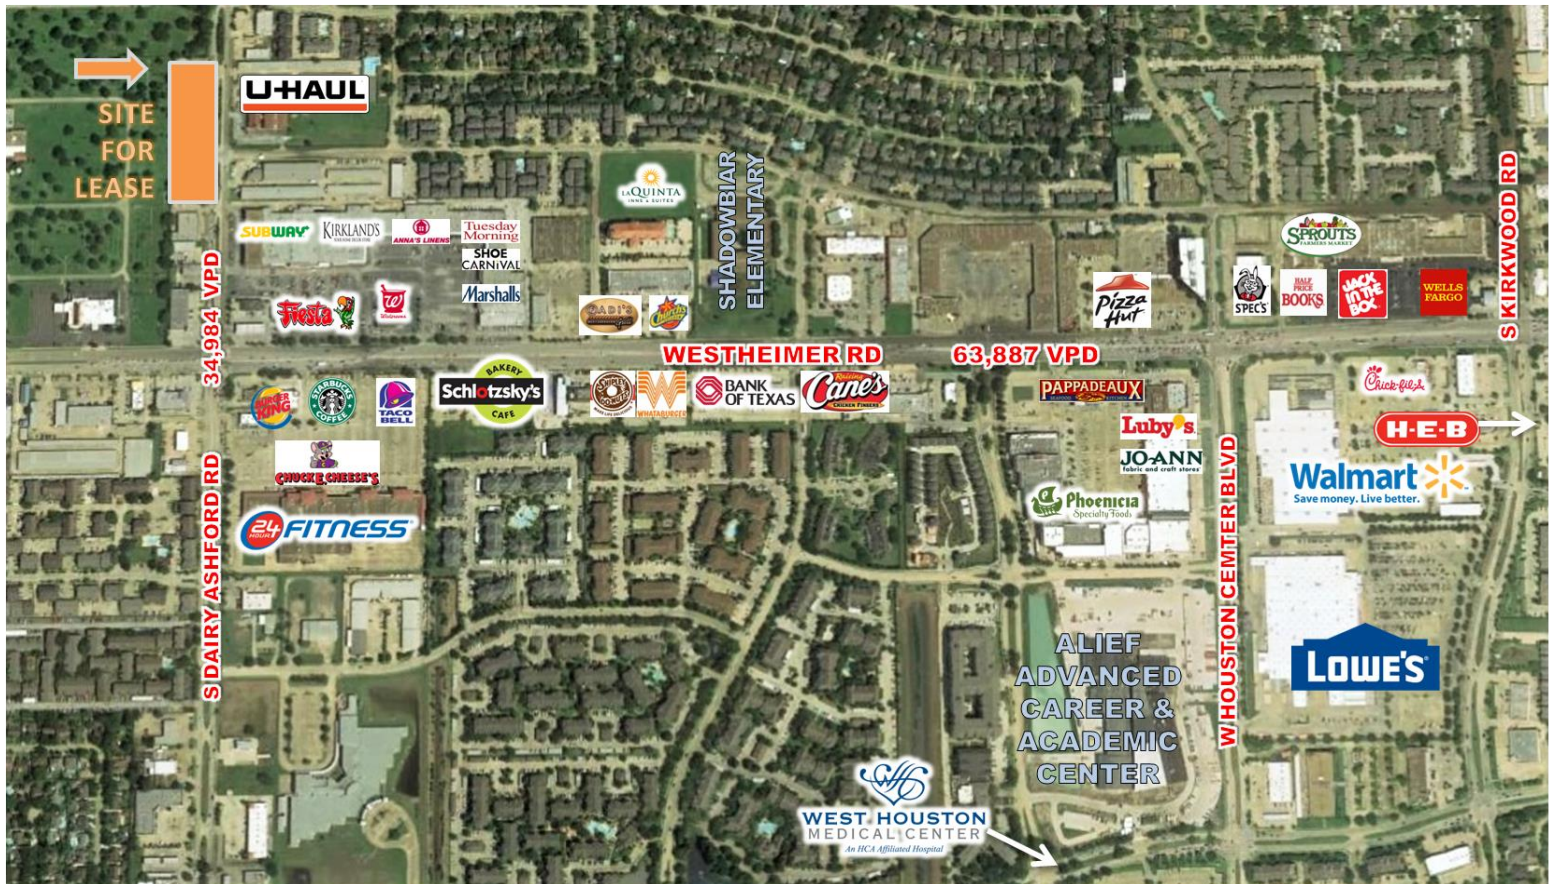 SITE
FOR
LEASE
U-HAUL
LA QUINTA
INNS & SUITES
SHADOWBIAR
ELEMENTARY
SUBWAY
KIRKLAND'S
ANNA'S LINENS
Tuesday
Morning
SHOE
CARNIVAL
Marshalls
Fiesta
W
Walgreens
Church's
34,984 VPD
SPROUTS
FARMERS MARKET
Pizza
Hut
SPEC'S
HALF
PRICE
BOOKS
JACK
IN THE
BOX
WELLS
FARGO
S KIRKWOOD RD
WESTHEIMER RD
63,887 VPD
BURGER
KING
STARBUCKS
COFFEE
TACO
BELL
BAKERY
Schlotzsky's
CAFE
SHIPLEY
DO-NUTS
WHATABURGER
BANK
OF TEXAS
Raising
Cane's
CHICKEN FINGERS
PAPPADEAUX
SEAFOOD KITCHEN
Chick-fil-A
Luby's
H-E-B
CHUCK E. CHEESE'S
JO-ANN
fabric and craft stores
Walmart
Save money. Live better.
24
HOUR
FITNESS
Phoenicia
Specialty Foods
S DAIRY ASHFORD RD
W HOUSTON CEMTER BLVD
ALIEF
ADVANCED
CAREER &
ACADEMIC
CENTER
LOWE'S
WEST HOUSTON
MEDICAL CENTER
An HCA Affiliated Hospital